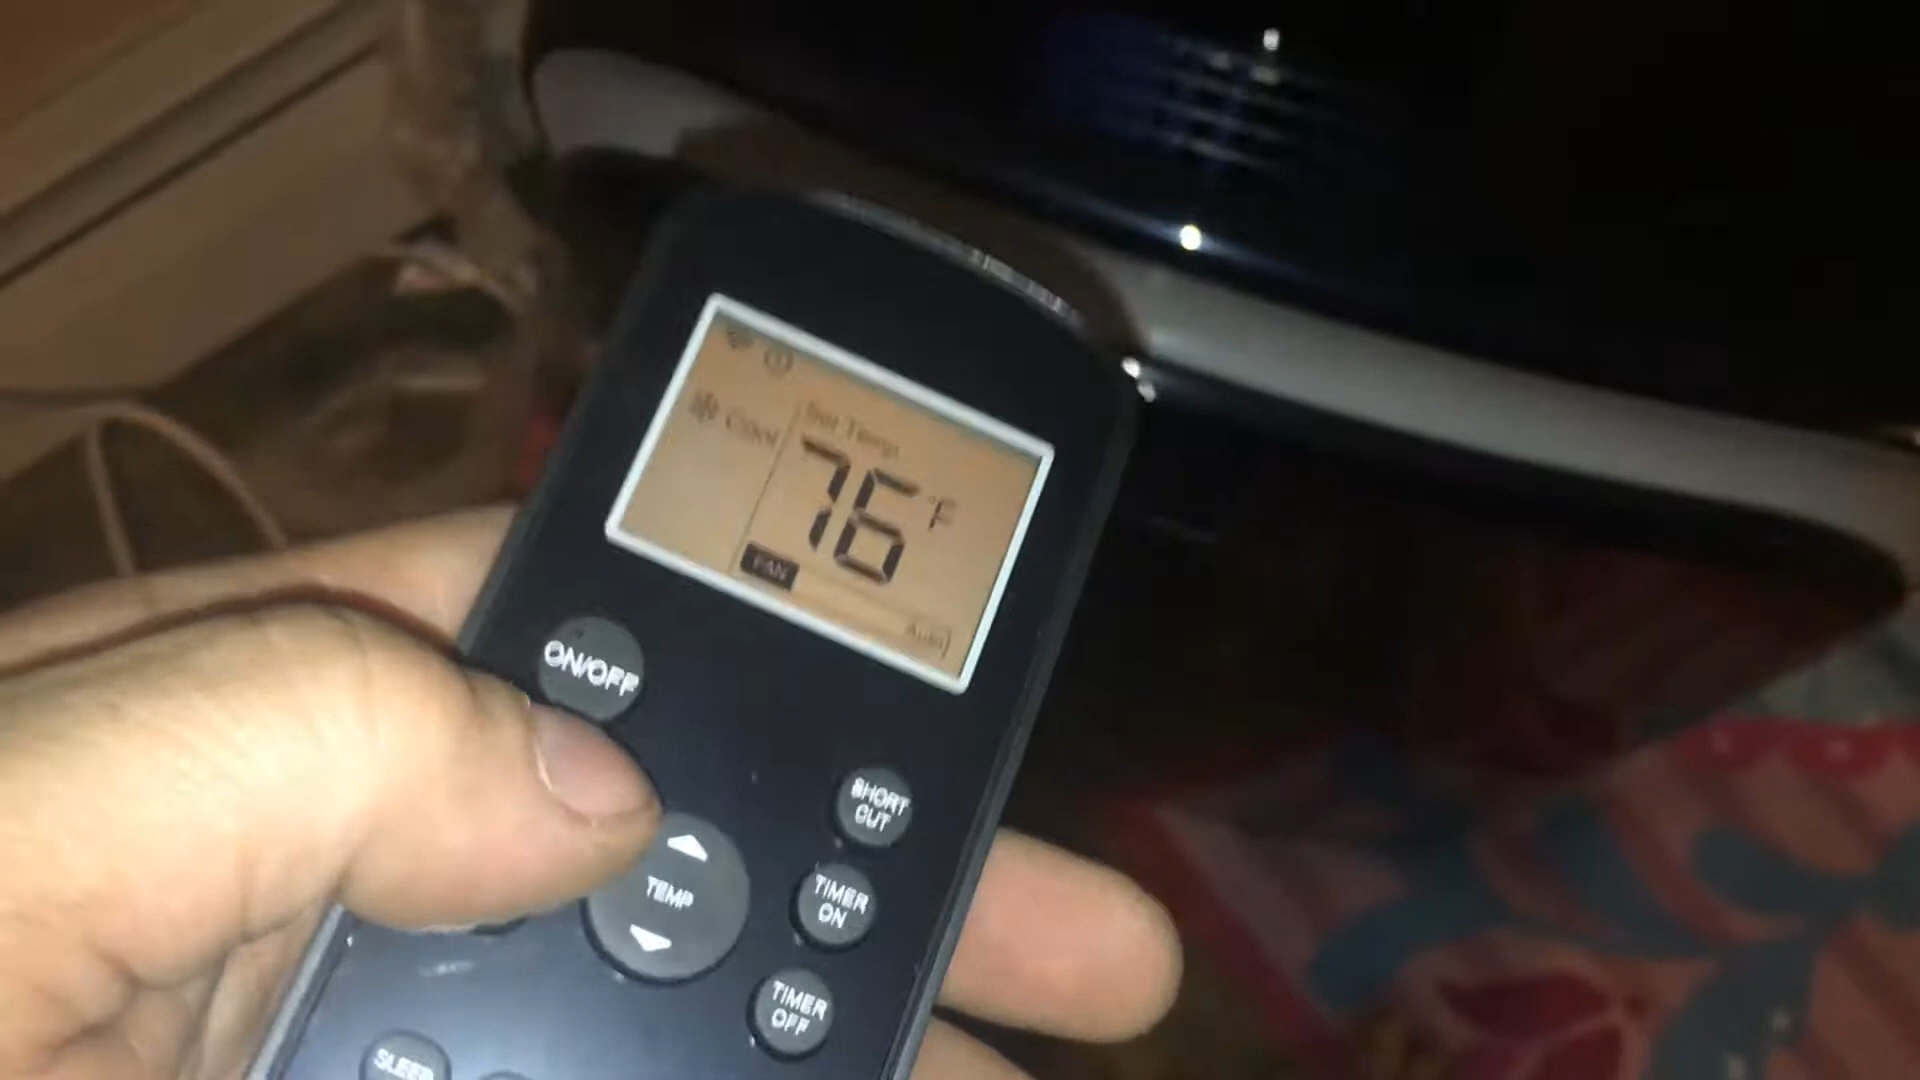 Set Temp
Cool
76 °F
FAN
Auto
ON/OFF
SHORT
CUT
TEMP
TIMER
ON
TIMER
OFF
SLEEP